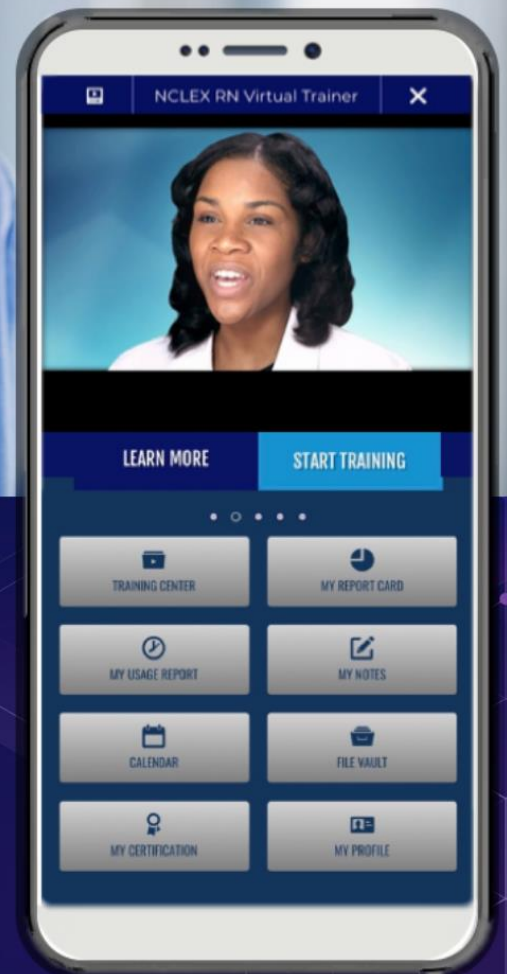 NCLEX RN Virtual Trainer
LEARN MORE
START TRAINING
TRAINING CENTER
MY REPORT CARD
MY USAGE REPORT
MY NOTES
CALENDAR
FILE VAULT
MY CERTIFICATION
MY PROFILE